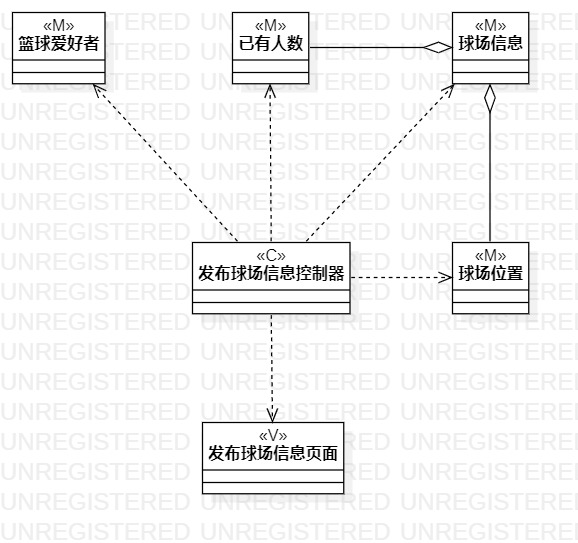 «M»
篮球爱好者
«M»
已有人数
«M»
球场信息
«C»
发布球场信息控制器
«M»
球场位置
«V»
发布球场信息页面
UNREGISTERED UNREGISTERED UNREGISTERED